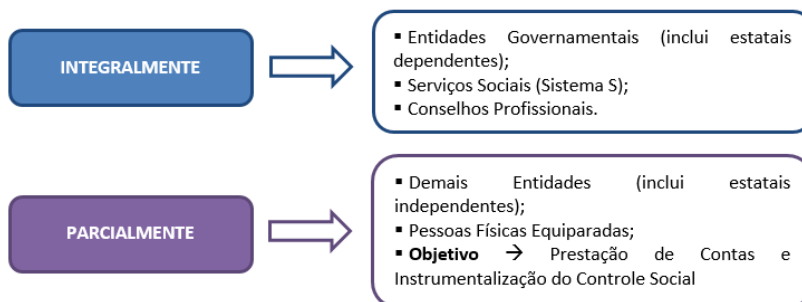 INTEGRALMENTE
▪ Entidades Governamentais (inclui estatais
dependentes);
▪ Serviços Sociais (Sistema S);
▪ Conselhos Profissionais.
PARCIALMENTE
▪ Demais Entidades (inclui estatais
independentes);
▪ Pessoas Físicas Equiparadas;
▪ Objetivo → Prestação de Contas e
Instrumentalização do Controle Social